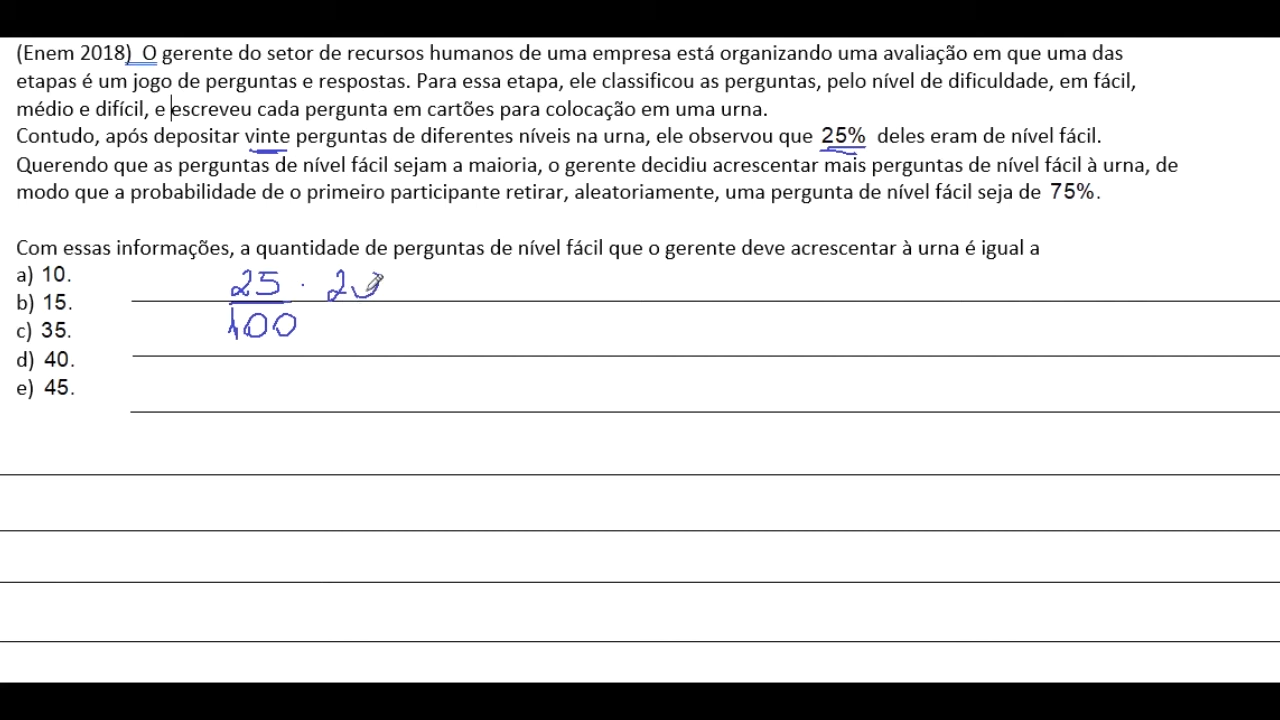 (Enem 2018) O gerente do setor de recursos humanos de uma empresa está organizando uma avaliação em que uma das
etapas é um jogo de perguntas e respostas. Para essa etapa, ele classificou as perguntas, pelo nível de dificuldade, em fácil,
médio e difícil, e escreveu cada pergunta em cartões para colocação em uma urna.
Contudo, após depositar vinte perguntas de diferentes níveis na urna, ele observou que 25% deles eram de nível fácil.
Querendo que as perguntas de nível fácil sejam a maioria, o gerente decidiu acrescentar mais perguntas de nível fácil à urna, de
modo que a probabilidade de o primeiro participante retirar, aleatoriamente, uma pergunta de nível fácil seja de 75%.
Com essas informações, a quantidade de perguntas de nível fácil que o gerente deve acrescentar à urna é igual a
a) 10.
b) 15.
c) 35.
d) 40.
e) 45.
25 . 20
100